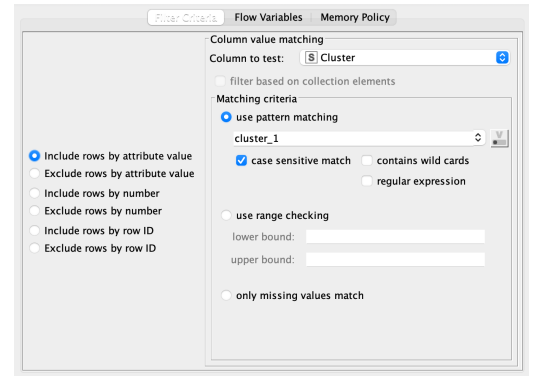 Filter Criteria Flow Variables Memory Policy
Column value matching
Column to test: S Cluster
filter based on collection elements
Matching criteria
use pattern matching
cluster_1
V
case sensitive match contains wild cards
regular expression
Include rows by attribute value
Exclude rows by attribute value
Include rows by number
Exclude rows by number
Include rows by row ID
Exclude rows by row ID
use range checking
lower bound:
upper bound:
only missing values match